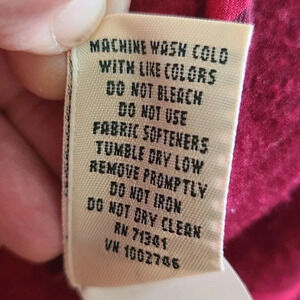 MACHINE WASH COLD
WITH LIKE COLORS
DO NOT BLEACH
DO NOT USE
FABRIC SOFTENERS
TUMBLE DRY LOW
REMOVE PROMPTLY
DO NOT IRON
DO NOT DRY CLEAN
RN 71341
VN 1002746